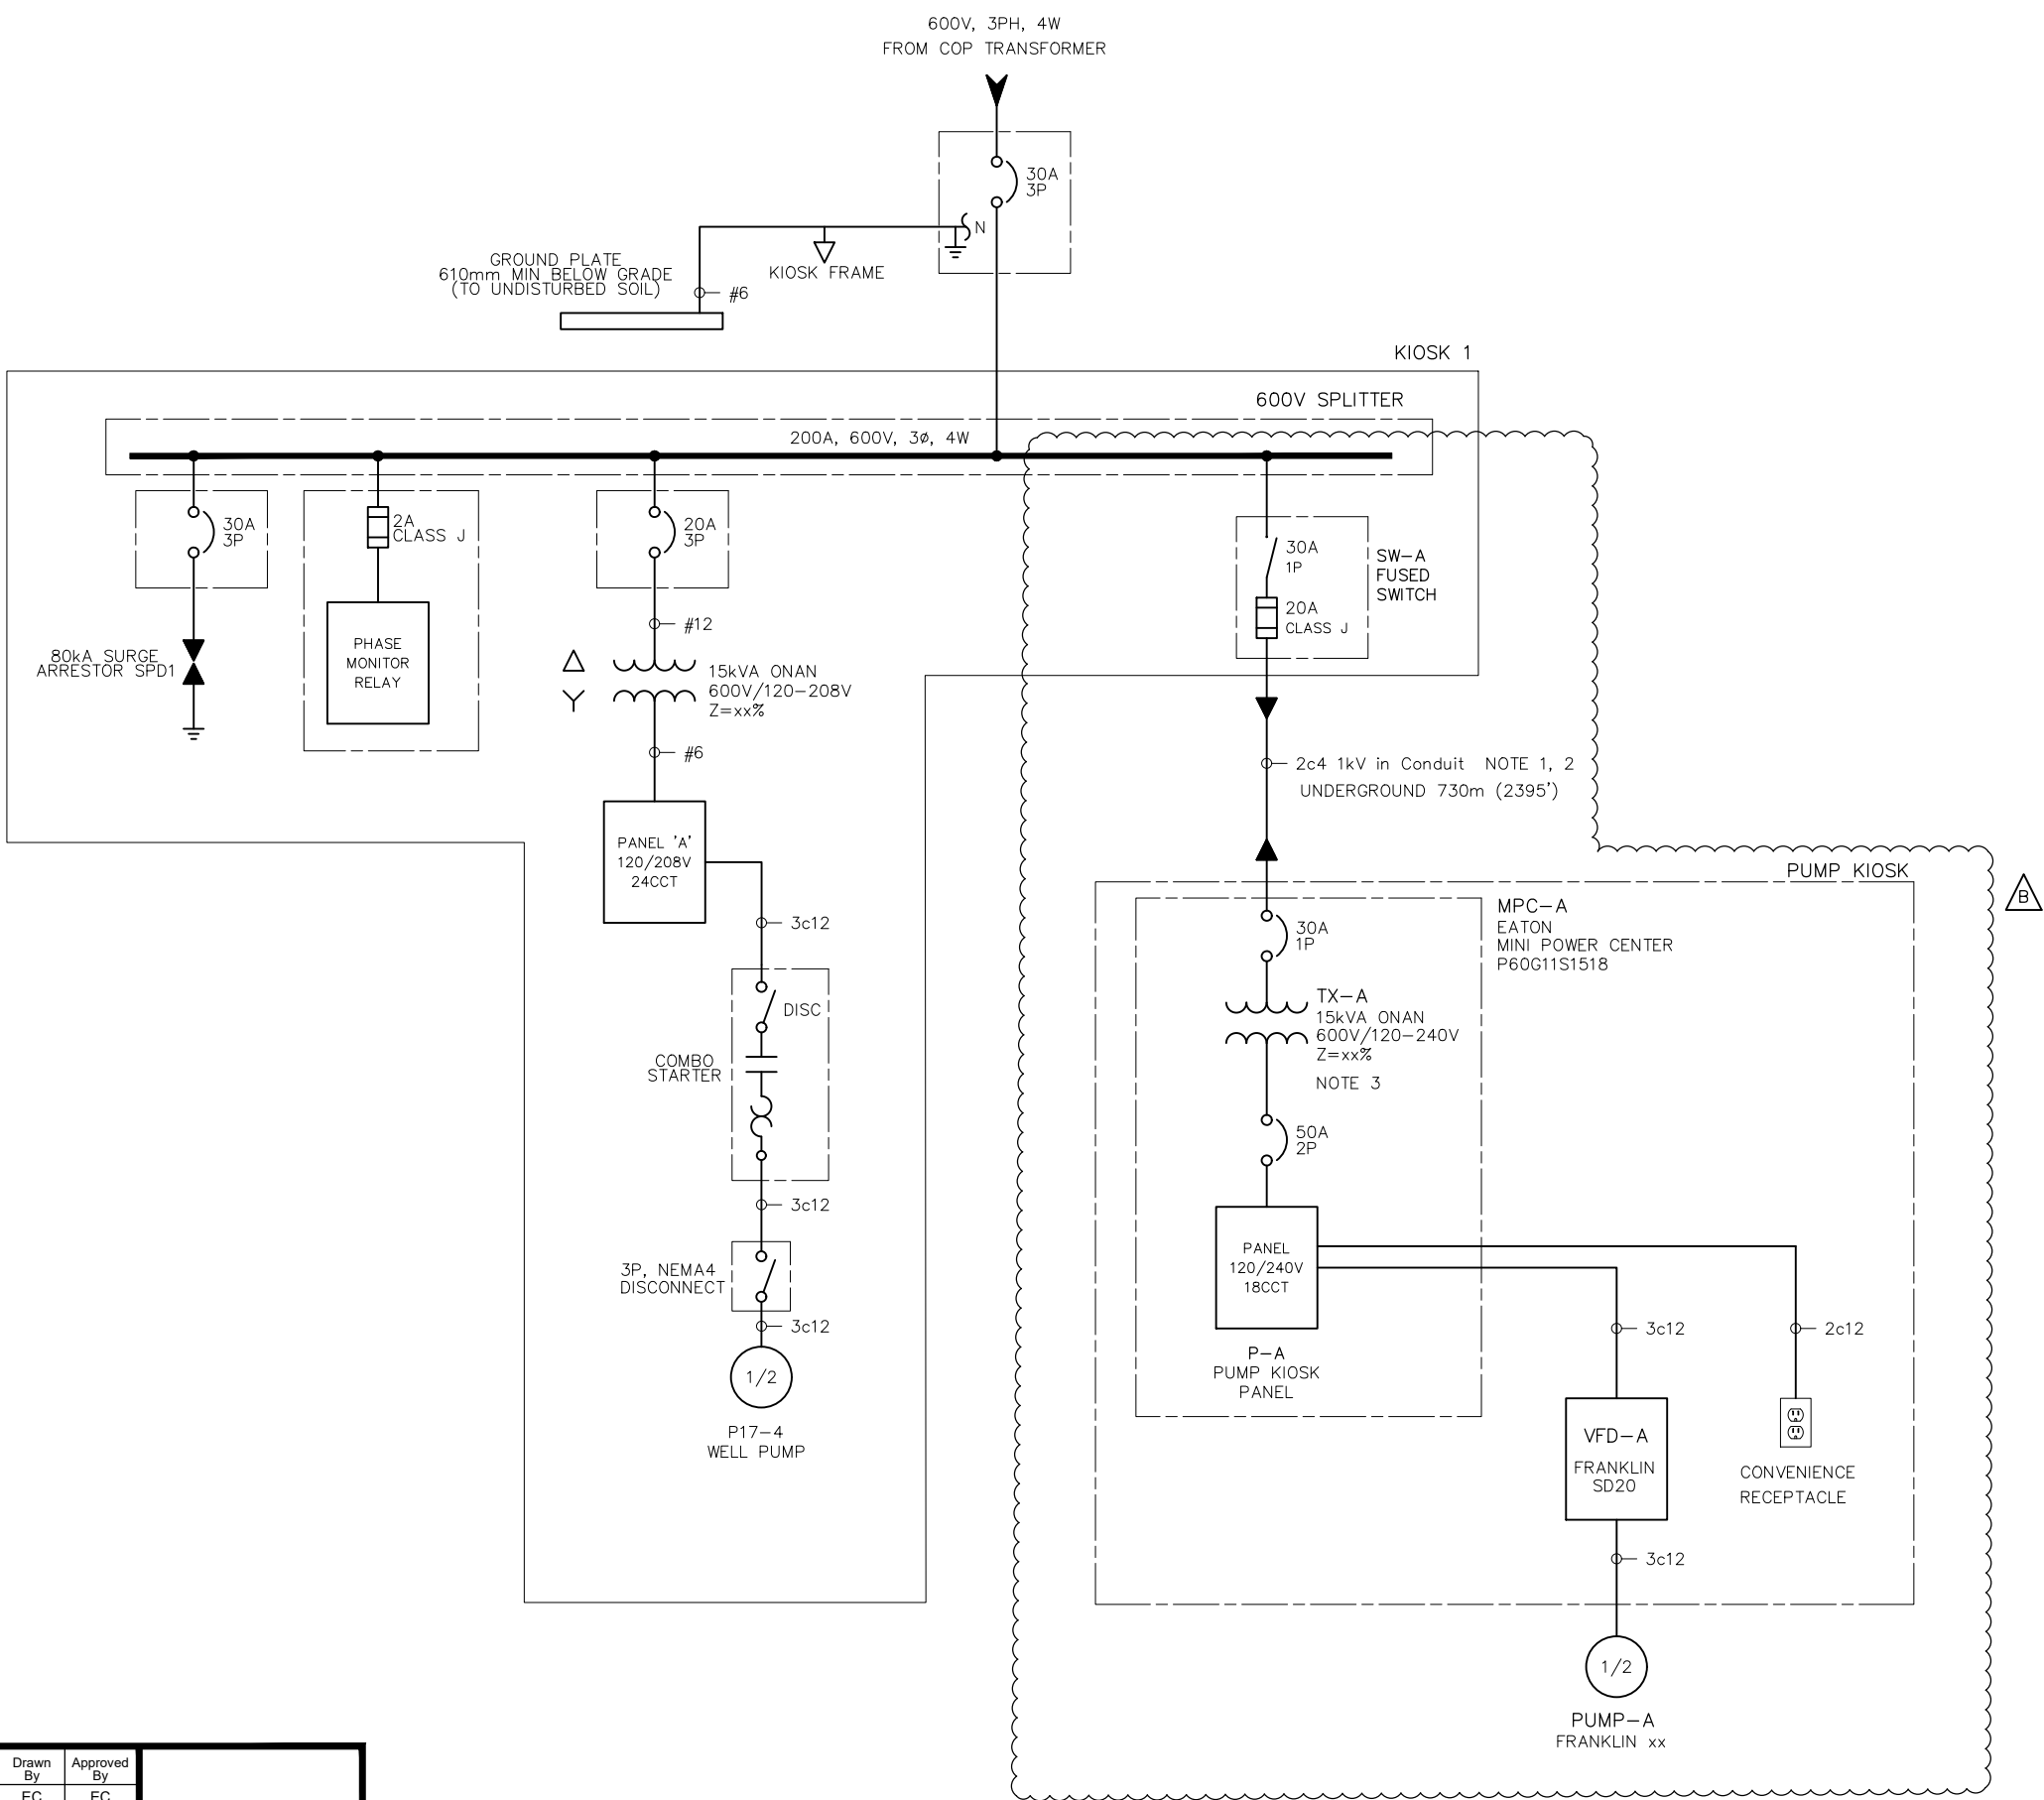 600V, 3PH, 4W
FROM COP TRANSFORMER
30A
3P
N
GROUND PLATE
610mm MIN BELOW GRADE
(TO UNDISTURBED SOIL)
#6
KIOSK FRAME
KIOSK 1
600V SPLITTER
200A, 600V, 3ø, 4W
30A
3P
80kA SURGE
ARRESTOR SPD1
2A
CLASS J
PHASE
MONITOR
RELAY
20A
3P
#12
15kVA ONAN
600V/120-208V
Z=xx%
#6
PANEL 'A'
120/208V
24CCT
3c12
DISC
COMBO
STARTER
3c12
3P, NEMA4
DISCONNECT
3c12
1/2
P17-4
WELL PUMP
30A
1P
20A
CLASS J
SW-A
FUSED
SWITCH
2c4 1kV in Conduit NOTE 1, 2
UNDERGROUND 730m (2395')
PUMP KIOSK
B
MPC-A
EATON
MINI POWER CENTER
P60G11S1518
30A
1P
TX-A
15kVA ONAN
600V/120-240V
Z=xx%
NOTE 3
50A
2P
PANEL
120/240V
18CCT
P-A
PUMP KIOSK
PANEL
3c12
2c12
VFD-A
FRANKLIN
SD20
CONVENIENCE
RECEPTACLE
3c12
1/2
PUMP-A
FRANKLIN xx
Drawn
By
Approved
By
EC
EC